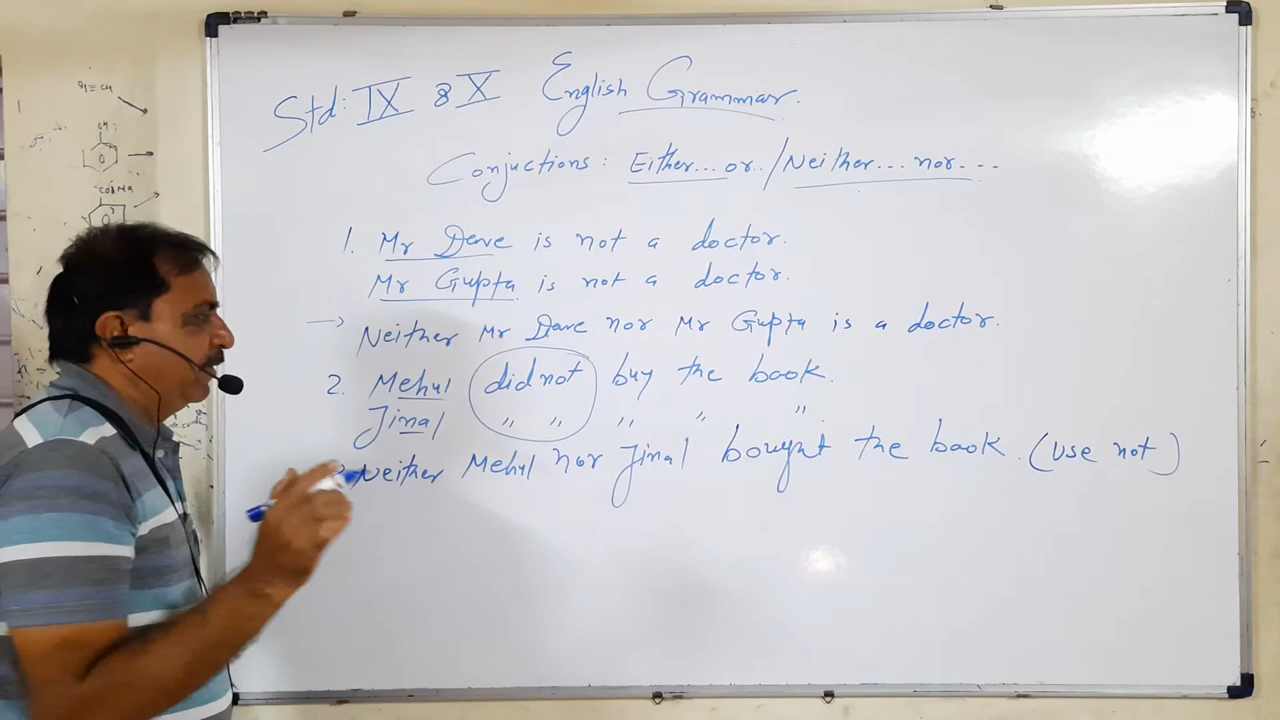 Std: IX & X English Grammar.
Conjuctions: Either...or../Neither...nor....
1. Mr Dave is not a doctor.
Mr Gupta is not a doctor.
→ Neither Mr Dave nor Mr Gupta is a doctor.
2. Mehul did not buy the book.
Jinal " " " " "
Neither Mehul nor Jinal bought the book. (Use not)